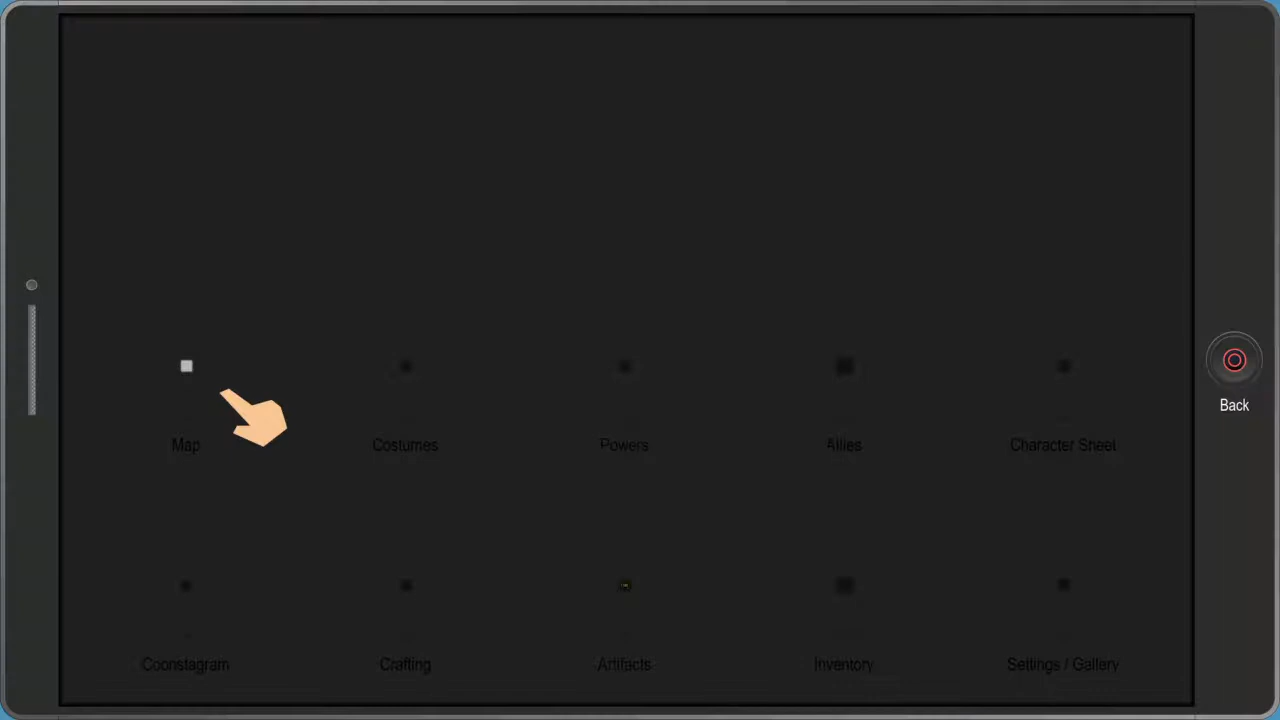 Back
Map
Costumes
Powers
Allies
Character Sheet
Coonstagram
Crafting
Artifacts
Inventory
Settings / Gallery